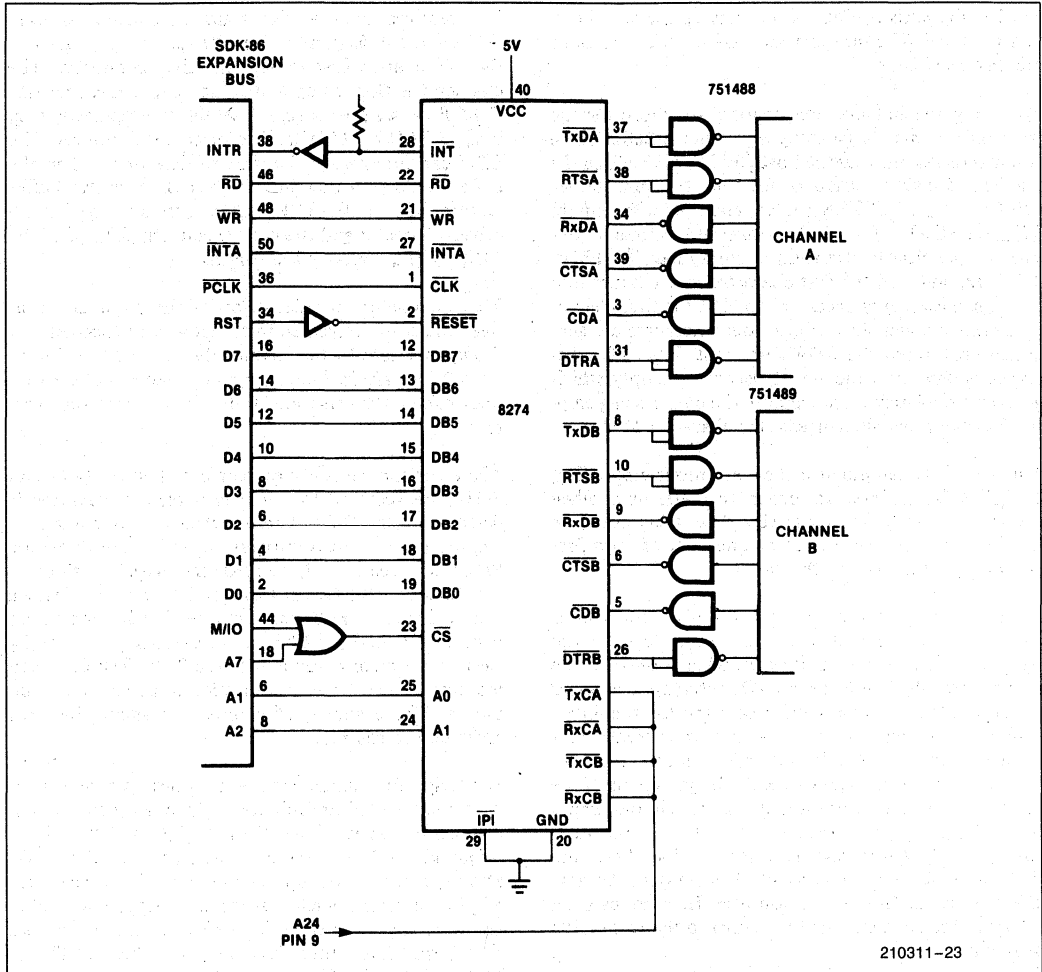 SDK-86
EXPANSION
BUS
5V
40
VCC
751488
INTR 38 28 INT
RD 46 22 RD
WR 48 21 WR
INTA 50 27 INTA
PCLK 36 1 CLK
RST 34 2 RESET
D7 16 12 DB7
D6 14 13 DB6
D5 12 14 DB5
D4 10 15 DB4
D3 8 16 DB3
D2 6 17 DB2
D1 4 18 DB1
D0 2 19 DB0
M/IO 44 23 CS
A7 18
A1 6 25 A0
A2 8 24 A1
8274
TxDA 37
RTSA 38
RxDA 34
CTSA 39
CDA 3
DTRA 31
CHANNEL
A
751489
TxDB 8
RTSB 10
RxDB 9
CTSB 6
CDB 5
DTRB 26
CHANNEL
B
TxCA
RxCA
TxCB
RxCB
IPI GND
29 20
A24
PIN 9
210311-23